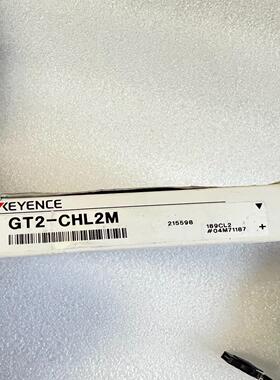 KEYENCE
GT2-CHL2M
215598
189CL2
#04M71187
+